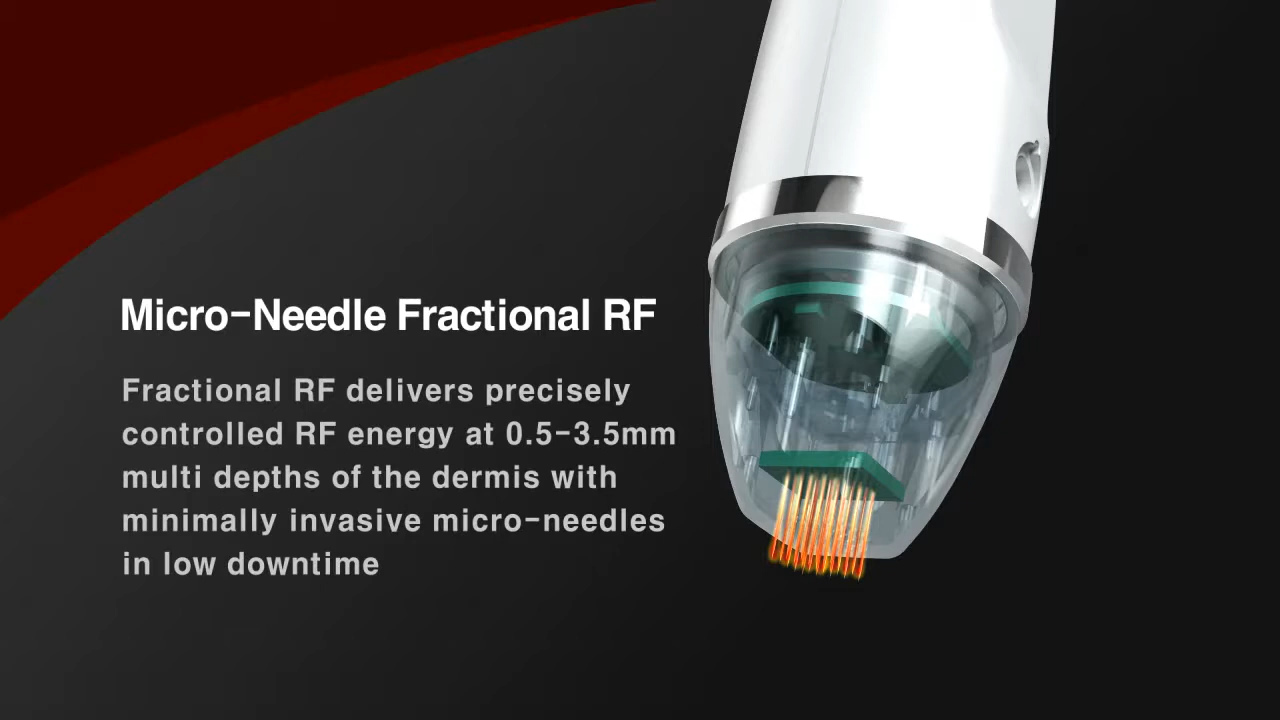 Micro-Needle Fractional RF
Fractional RF delivers precisely
controlled RF energy at 0.5-3.5mm
multi depths of the dermis with
minimally invasive micro-needles
in low downtime